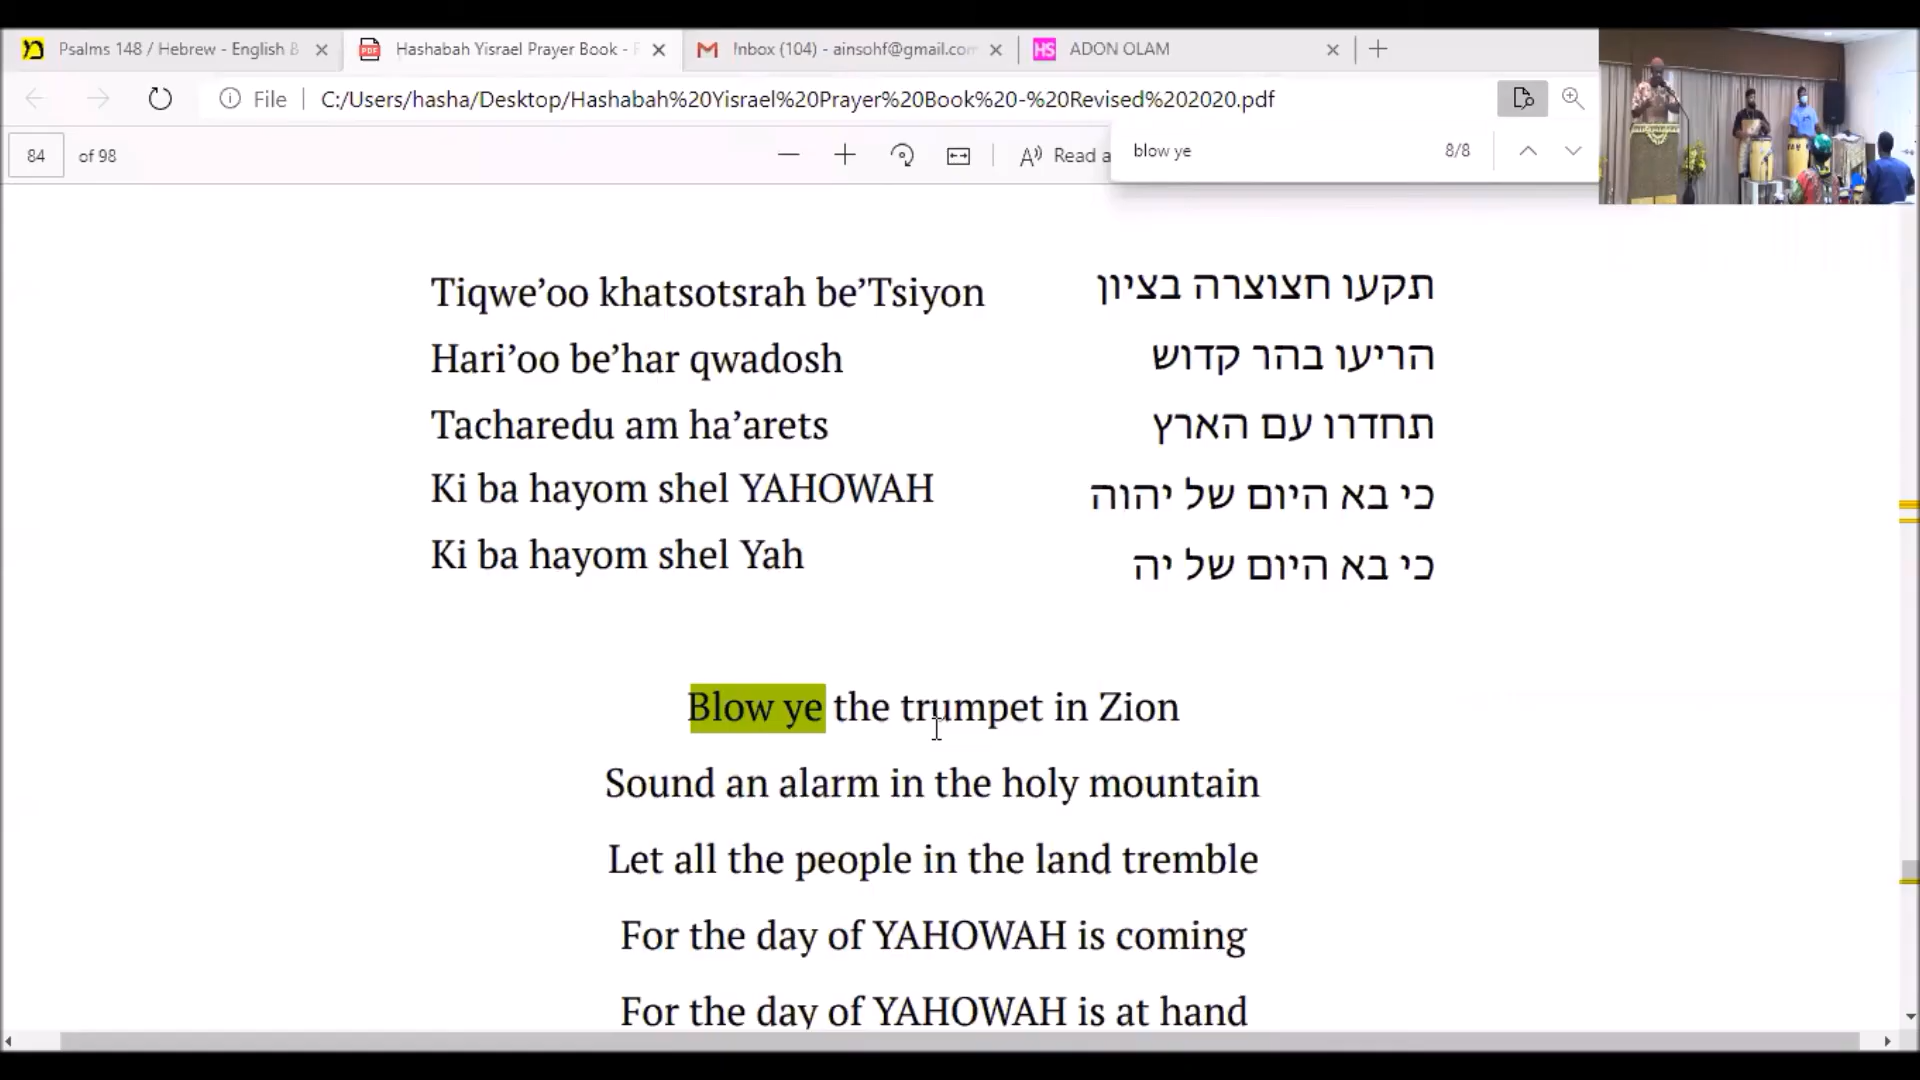 Psalms 148 / Hebrew - English &
Hashabah Yisrael Prayer Book -
Inbox (104) - ainsohf@gmail.com
HS ADON OLAM
File
C:/Users/hasha/Desktop/Hashabah%20Yisrael%20Prayer%20Book%20-%20Revised%202020.pdf
84 of 98
Read a
blow ye 8/8
Tiqwe’oo khatsotsrah be’Tsiyon
תקעו חצוצרה בציון
Hari’oo be’har qwadosh
הריעו בהר קדוש
Tacharedu am ha’arets
תחדרו עם הארץ
Ki ba hayom shel YAHOWAH
כי בא היום של יהוה
Ki ba hayom shel Yah
כי בא היום של יה
Blow ye the trumpet in Zion
Sound an alarm in the holy mountain
Let all the people in the land tremble
For the day of YAHOWAH is coming
For the day of YAHOWAH is at hand